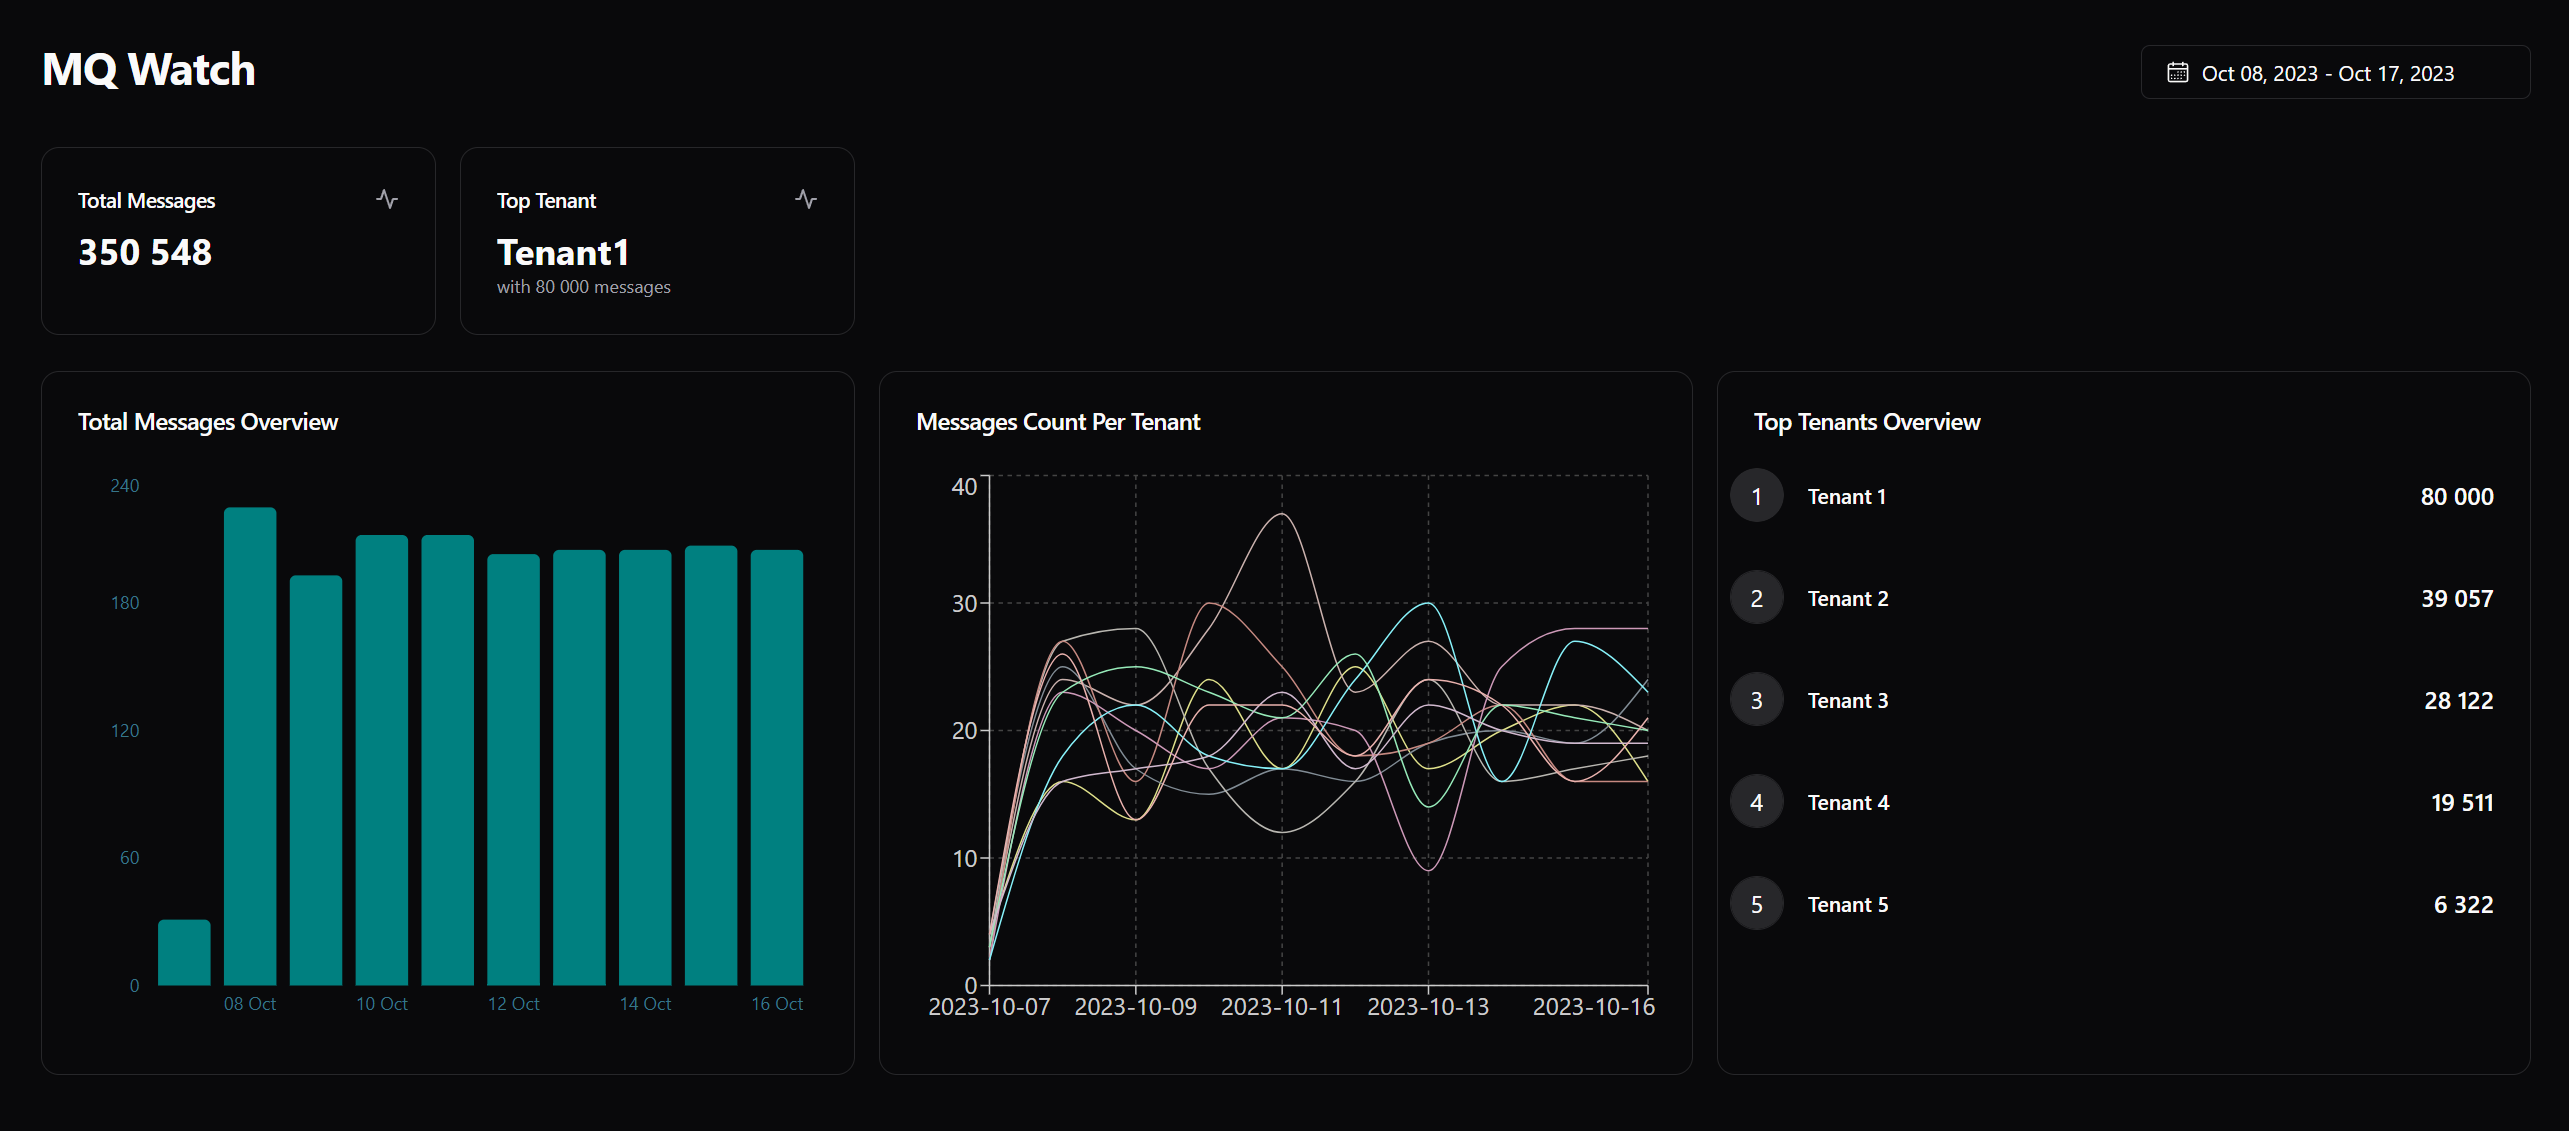 MQ Watch
Oct 08, 2023 - Oct 17, 2023
Total Messages
350 548
Top Tenant
Tenant1
with 80 000 messages
Total Messages Overview
240
180
120
60
0
08 Oct
10 Oct
12 Oct
14 Oct
16 Oct
Messages Count Per Tenant
40
30
20
10
0
2023-10-07
2023-10-09
2023-10-11
2023-10-13
2023-10-16
Top Tenants Overview
1 Tenant 1 80 000
2 Tenant 2 39 057
3 Tenant 3 28 122
4 Tenant 4 19 511
5 Tenant 5 6 322